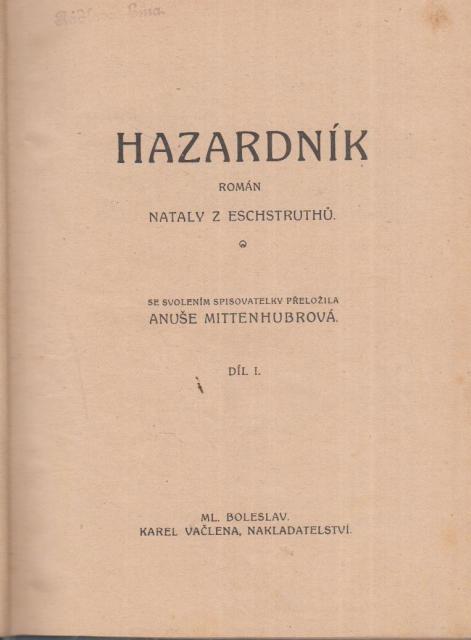 HAZARDNÍK
ROMÁN
NATALY Z ESCHSTRUTHŮ.
SE SVOLENÍM SPISOVATELKY PŘELOŽILA
ANUŠE MITTENHUBROVÁ.
DÍL I.
ML. BOLESLAV.
KAREL VAČLENA, NAKLADATELSTVÍ.